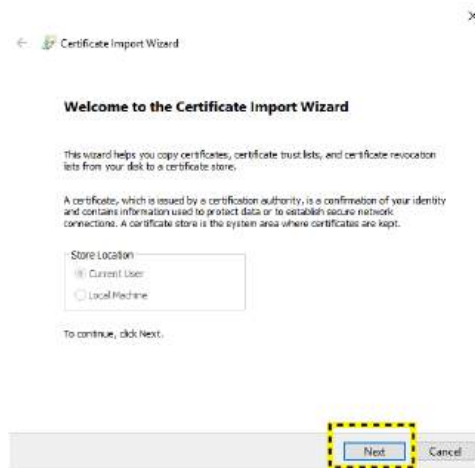 Certificate Import Wizard
Welcome to the Certificate Import Wizard
This wizard helps you copy certificates, certificate trust lists, and certificate revocation
lists from your disk to a certificate store.
A certificate, which is issued by a certification authority, is a confirmation of your identity
and contains information used to protect data or to establish secure network
connections. A certificate store is the system area where certificates are kept.
Store Location
Current User
Local Machine
To continue, click Next.
Next Cancel